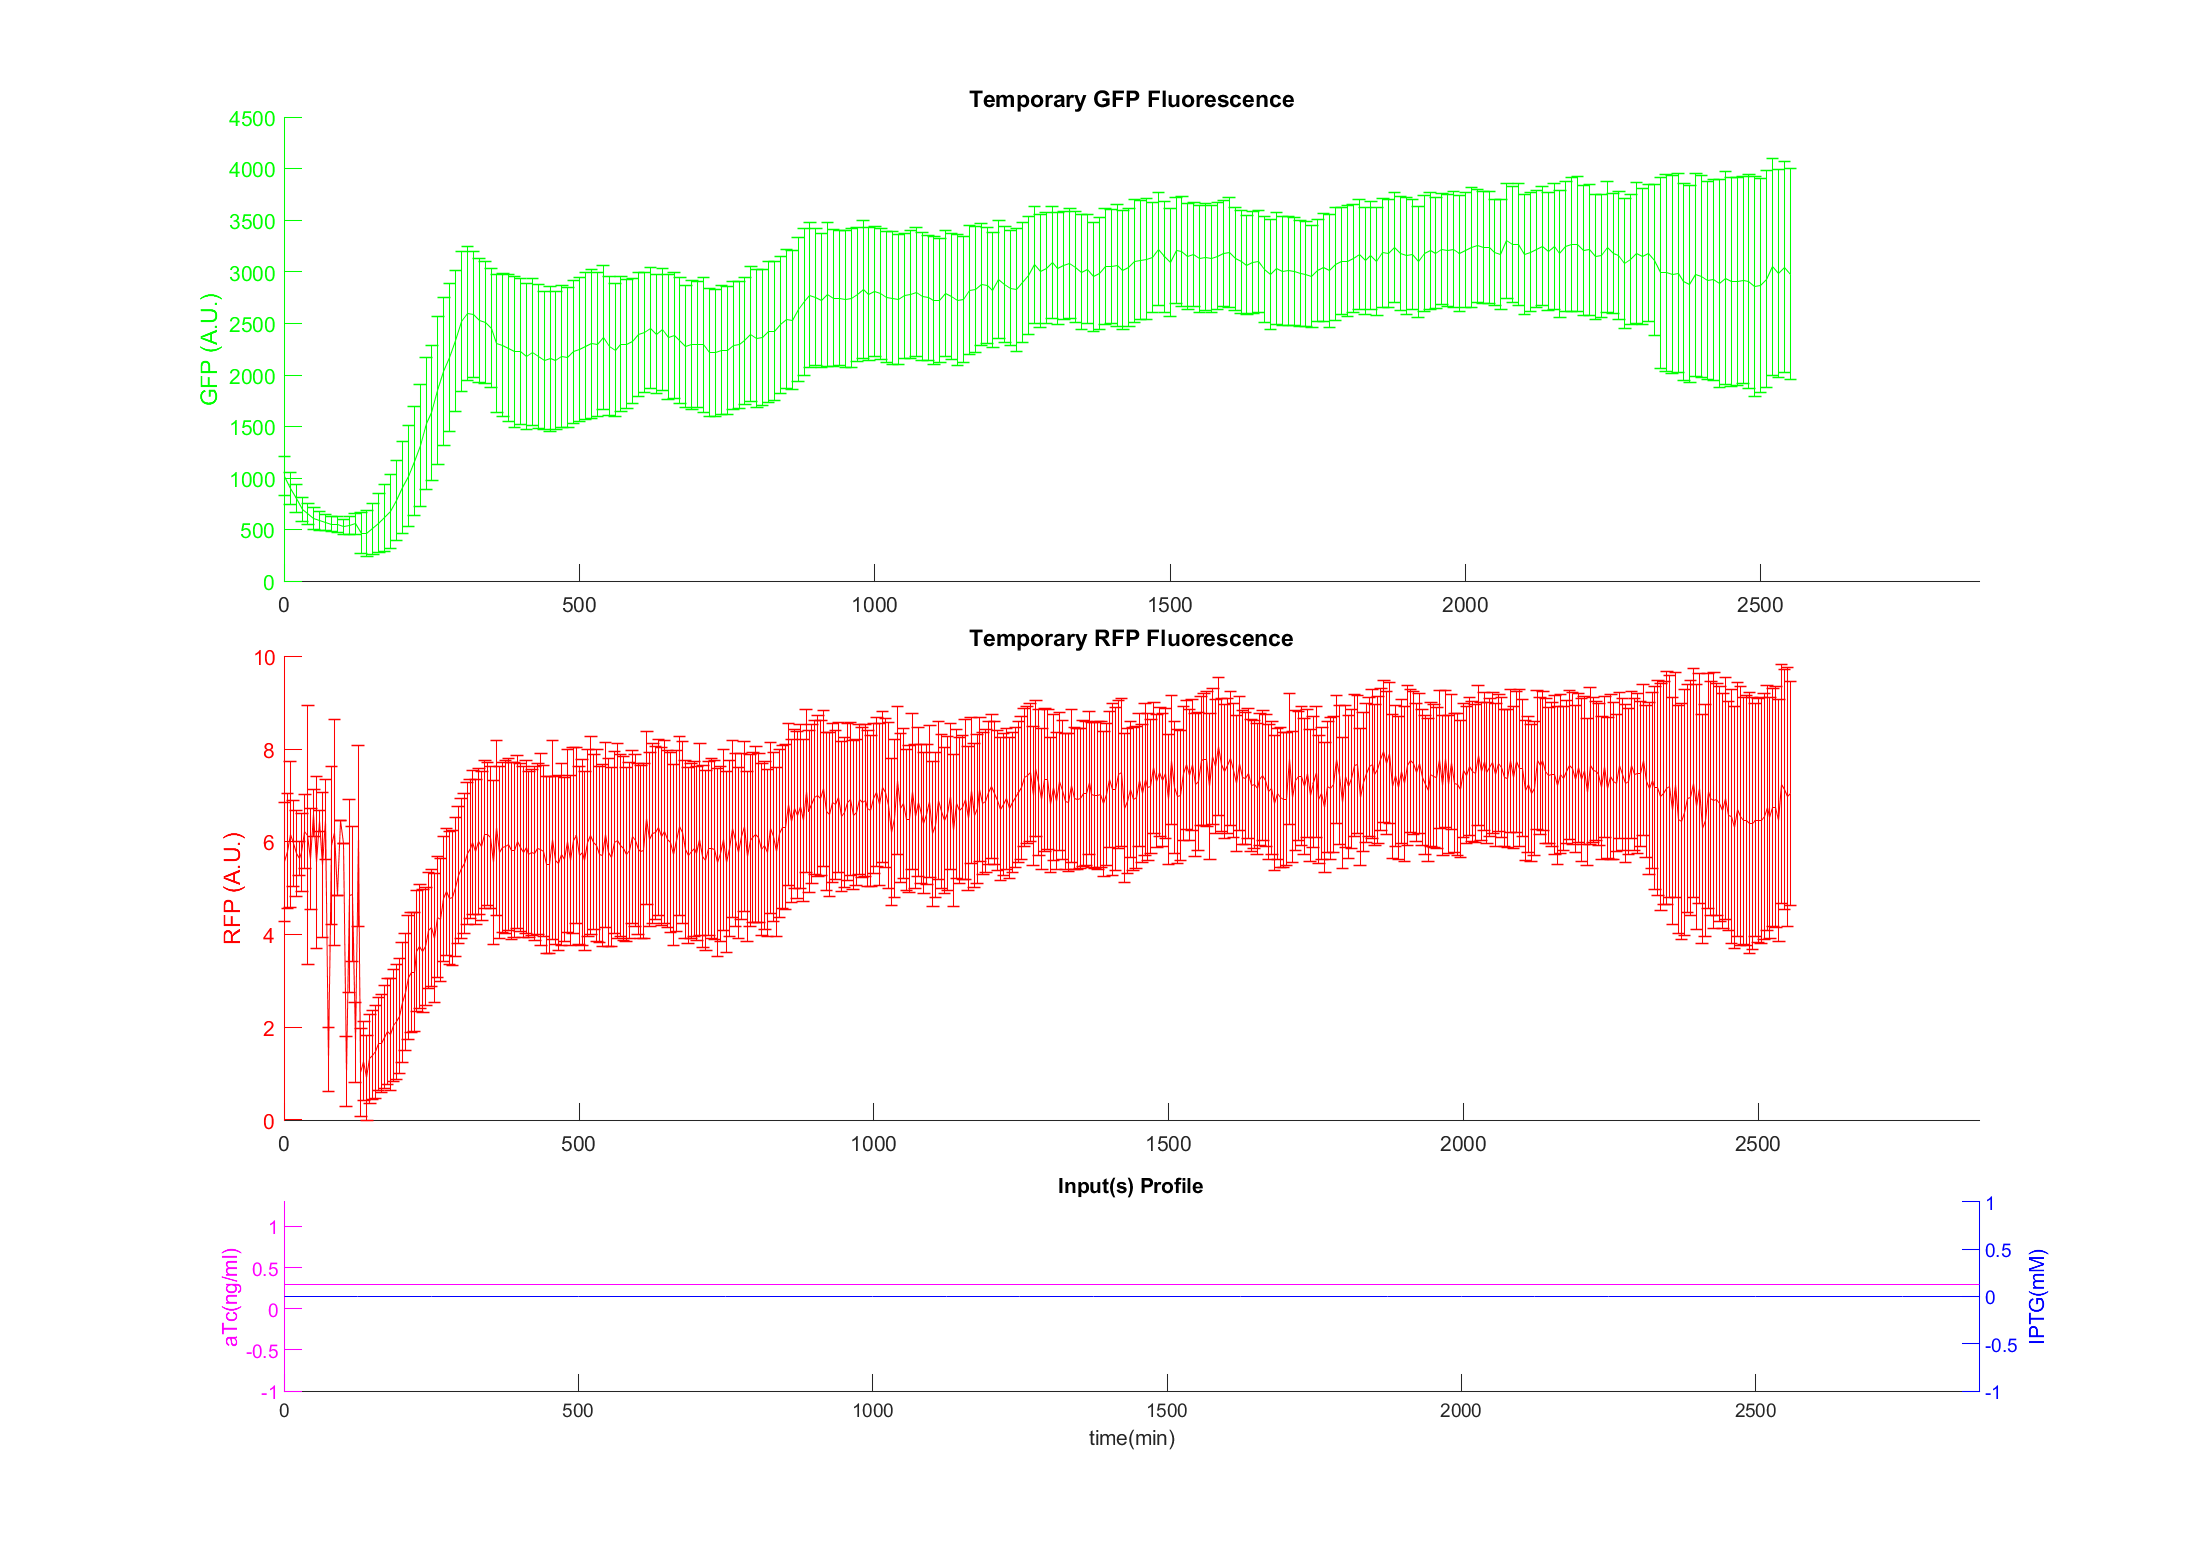 Temporary GFP Fluorescence
4500
4000
3500
3000
2500
2000
1500
1000
500
0
GFP (A.U.)
0 500 1000 1500 2000 2500
Temporary RFP Fluorescence
10
8
6
4
2
0
RFP (A.U.)
0 500 1000 1500 2000 2500
Input(s) Profile
1
0.5
0
-0.5
-1
aTc(ng/ml)
1
0.5
0
-0.5
-1
IPTG(mM)
0 500 1000 1500 2000 2500
time(min)